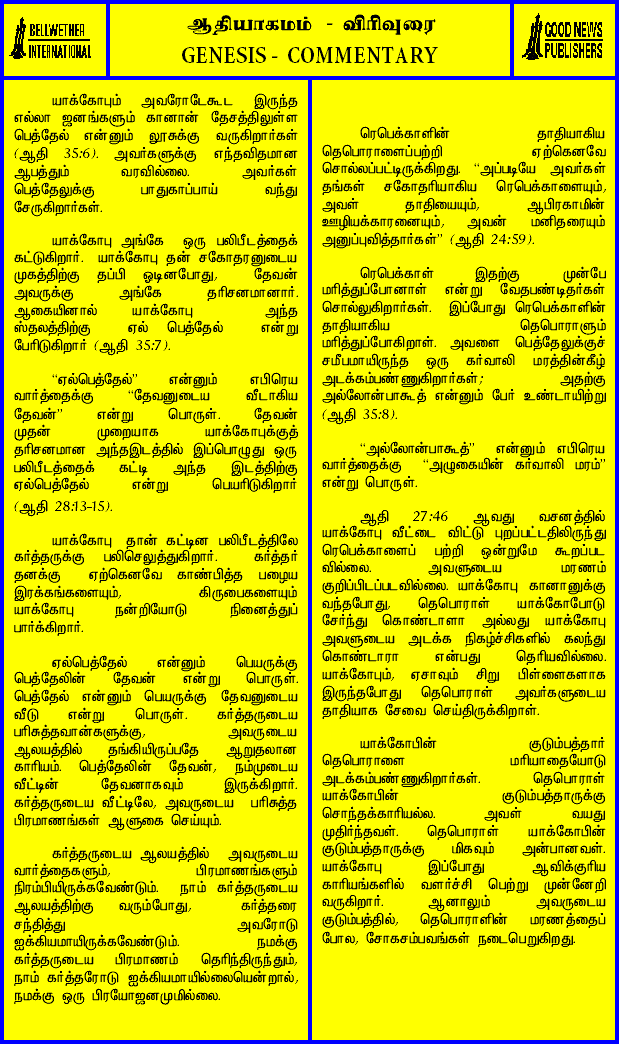 BELLWETHER
INTERNATIONAL
ஆதியாகமம் - விரிவுரை
GENESIS - COMMENTARY
GOOD NEWS
PUBLISHERS
யாக்கோபும் அவரோடேகூட இருந்த
எல்லா ஜனங்களும் கானான் தேசத்திலுள்ள
பெத்தேல் என்னும் லூசுக்கு வருகிறார்கள்
(ஆதி 35:6). அவர்களுக்கு எந்தவிதமான
ஆபத்தும் வரவில்லை. அவர்கள்
பெத்தேலுக்கு பாதுகாப்பாய் வந்து
சேருகிறார்கள்.
யாக்கோபு அங்கே ஒரு பலிபீடத்தைக்
கட்டுகிறார். யாக்கோபு தன் சகோதரனுடைய
முகத்திற்கு தப்பி ஓடினபோது, தேவன்
அவருக்கு அங்கே தரிசனமானார்.
ஆகையினால் யாக்கோபு அந்த
ஸ்தலத்திற்கு ஏல் பெத்தேல் என்று
பேரிடுகிறார் (ஆதி 35:7).
“ஏல்பெத்தேல்” என்னும் எபிரெய
வார்த்தைக்கு “தேவனுடைய வீடாகிய
தேவன்” என்று பொருள். தேவன்
முதன் முறையாக யாக்கோபுக்குத்
தரிசனமான அந்தஇடத்தில் இப்பொழுது ஒரு
பலிபீடத்தைக் கட்டி அந்த இடத்திற்கு
ஏல்பெத்தேல் என்று பெயரிடுகிறார்
(ஆதி 28:13-15).
யாக்கோபு தான் கட்டின பலிபீடத்திலே
கர்த்தருக்கு பலிசெலுத்துகிறார். கர்த்தர்
தனக்கு ஏற்கெனவே காண்பித்த பழைய
இரக்கங்களையும், கிருபைகளையும்
யாக்கோபு நன்றியோடு நினைத்துப்
பார்க்கிறார்.
ஏல்பெத்தேல் என்னும் பெயருக்கு
பெத்தேலின் தேவன் என்று பொருள்.
பெத்தேல் என்னும் பெயருக்கு தேவனுடைய
வீடு என்று பொருள். கர்த்தருடைய
பரிசுத்தவான்களுக்கு, அவருடைய
ஆலயத்தில் தங்கியிருப்பதே ஆறுதலான
காரியம். பெத்தேலின் தேவன், நம்முடைய
வீட்டின் தேவனாகவும் இருக்கிறார்.
கர்த்தருடைய வீட்டிலே, அவருடைய பரிசுத்த
பிரமாணங்கள் ஆளுகை செய்யும்.
கர்த்தருடைய ஆலயத்தில் அவருடைய
வார்த்தைகளும், பிரமாணங்களும்
நிரம்பியிருக்கவேண்டும். நாம் கர்த்தருடைய
ஆலயத்திற்கு வரும்போது, கர்த்தரை
சந்தித்து அவரோடு
ஐக்கியமாயிருக்கவேண்டும். நமக்கு
கர்த்தருடைய பிரமாணம் தெரிந்திருந்தும்,
நாம் கர்த்தரோடு ஐக்கியமாயில்லையென்றால்,
நமக்கு ஒரு பிரயோஜனமுமில்லை.
ரெபெக்காளின் தாதியாகிய
தெபொராளைப்பற்றி ஏற்கெனவே
சொல்லப்பட்டிருக்கிறது. “அப்படியே அவர்கள்
தங்கள் சகோதரியாகிய ரெபெக்காளையும்,
அவள் தாதியையும், ஆபிரகாமின்
ஊழியக்காரனையும், அவன் மனிதரையும்
அனுப்புவித்தார்கள்” (ஆதி 24:59).
ரெபெக்காள் இதற்கு முன்பே
மரித்துப்போனாள் என்று வேதபண்டிதர்கள்
சொல்லுகிறார்கள். இப்போது ரெபெக்காளின்
தாதியாகிய தெபொராளும்
மரித்துப்போகிறாள். அவளை பெத்தேலுக்குச்
சமீபமாயிருந்த ஒரு கர்வாலி மரத்தின்கீழ்
அடக்கம்பண்ணுகிறார்கள்; அதற்கு
அல்லோன்பாகூத் என்னும் பேர் உண்டாயிற்று
(ஆதி 35:8).
“அல்லோன்பாகூத்” என்னும் எபிரெய
வார்த்தைக்கு “அழுகையின் கர்வாலி மரம்”
என்று பொருள்.
ஆதி 27:46 ஆவது வசனத்தில்
யாக்கோபு வீட்டை விட்டு புறப்பட்டதிலிருந்து
ரெபெக்காளைப் பற்றி ஒன்றுமே கூறப்பட
வில்லை. அவளுடைய மரணம்
குறிப்பிடப்படவில்லை. யாக்கோபு கானானுக்கு
வந்தபோது, தெபொராள் யாக்கோபோடு
சேர்ந்து கொண்டாளா அல்லது யாக்கோபு
அவளுடைய அடக்க நிகழ்ச்சிகளில் கலந்து
கொண்டாரா என்பது தெரியவில்லை.
யாக்கோபும், ஏசாவும் சிறு பிள்ளைகளாக
இருந்தபோது தெபொராள் அவர்களுடைய
தாதியாக சேவை செய்திருக்கிறாள்.
யாக்கோபின் குடும்பத்தார்
தெபொராளை மரியாதையோடு
அடக்கம்பண்ணுகிறார்கள். தெபொராள்
யாக்கோபின் குடும்பத்தாருக்கு
சொந்தக்காரியல்ல. அவள் வயது
முதிர்ந்தவள். தெபொராள் யாக்கோபின்
குடும்பத்தாருக்கு மிகவும் அன்பானவள்.
யாக்கோபு இப்போது ஆவிக்குரிய
காரியங்களில் வளர்ச்சி பெற்று முன்னேறி
வருகிறார். ஆனாலும் அவருடைய
குடும்பத்தில், தெபொராளின் மரணத்தைப்
போல, சோகசம்பவங்கள் நடைபெறுகிறது.